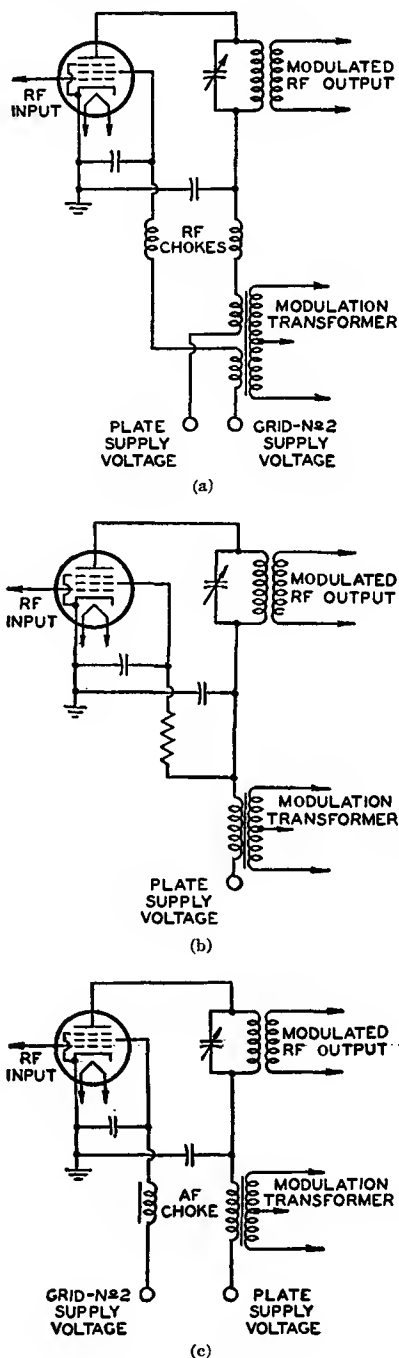 RF
INPUT
MODULATED
RF OUTPUT
RF
CHOKES
MODULATION
TRANSFORMER
PLATE
SUPPLY
VOLTAGE
GRID-Nº2
SUPPLY
VOLTAGE
(a)
RF
INPUT
MODULATED
RF OUTPUT
MODULATION
TRANSFORMER
PLATE
SUPPLY
VOLTAGE
(b)
RF
INPUT
MODULATED
RF OUTPUT
AF
CHOKE
MODULATION
TRANSFORMER
GRID-Nº2
SUPPLY
VOLTAGE
PLATE
SUPPLY
VOLTAGE
(c)